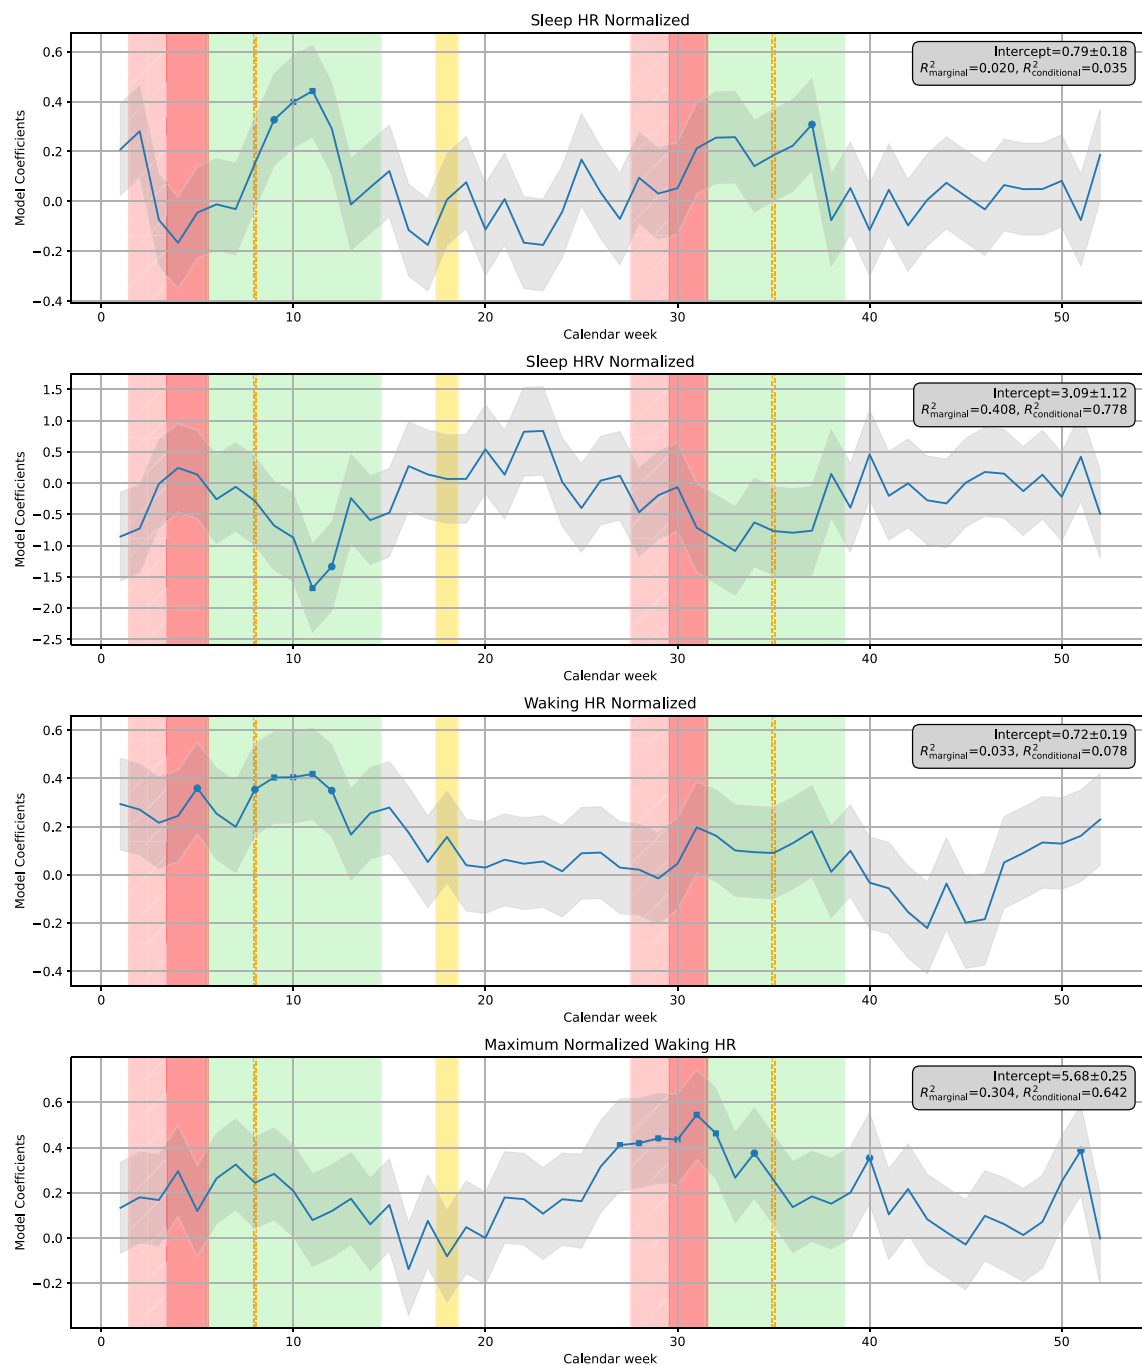 Sleep HR Normalized
Intercept=0.79±0.18
R²marginal=0.020, R²conditional=0.035
Model Coefficients
0.6
0.4
0.2
0.0
−0.2
−0.4
0 10 20 30 40 50
Calendar week
Sleep HRV Normalized
Intercept=3.09±1.12
R²marginal=0.408, R²conditional=0.778
Model Coefficients
1.5
1.0
0.5
0.0
−0.5
−1.0
−1.5
−2.0
−2.5
0 10 20 30 40 50
Calendar week
Waking HR Normalized
Intercept=0.72±0.19
R²marginal=0.033, R²conditional=0.078
Model Coefficients
0.6
0.4
0.2
0.0
−0.2
−0.4
0 10 20 30 40 50
Calendar week
Maximum Normalized Waking HR
Intercept=5.68±0.25
R²marginal=0.304, R²conditional=0.642
Model Coefficients
0.6
0.4
0.2
0.0
−0.2
0 10 20 30 40 50
Calendar week